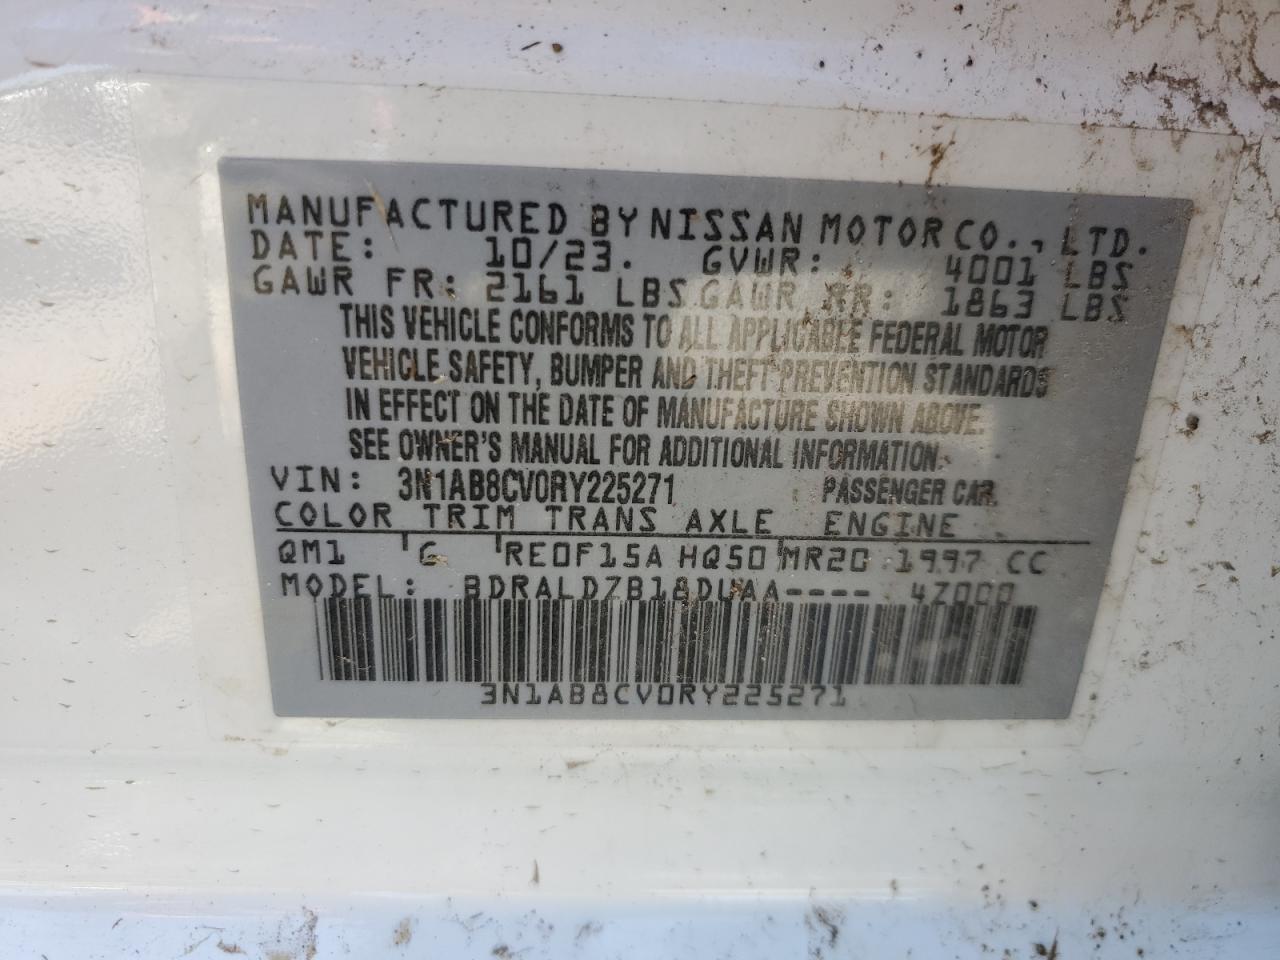 MANUFACTURED BY NISSAN MOTOR CO., LTD.
DATE: 10/23. GVWR: 4001 LBS
GAWR FR: 2161 LBS GAWR RR: 1863 LBS
THIS VEHICLE CONFORMS TO ALL APPLICABLE FEDERAL MOTOR
VEHICLE SAFETY, BUMPER AND THEFT PREVENTION STANDARDS
IN EFFECT ON THE DATE OF MANUFACTURE SHOWN ABOVE.
SEE OWNER'S MANUAL FOR ADDITIONAL INFORMATION.
VIN: 3N1AB8CV0RY225271 PASSENGER CAR
COLOR TRIM TRANS AXLE ENGINE
QM1 G RE0F15A HQ50 MR20 1997 CC
MODEL: BDRALDZB18DUAA---- 47000
3N1AB8CV0RY225271